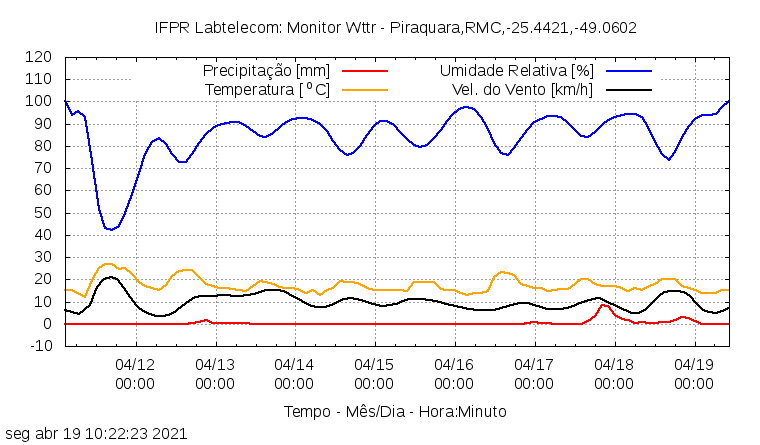 IFPR Labtelecom: Monitor Wttr - Piraquara,RMC,-25.4421,-49.0602
120
110
100
90
80
70
60
50
40
30
20
10
0
-10
Precipitação [mm]
Temperatura [ºC]
Umidade Relativa [%]
Vel. do Vento [km/h]
04/12 04/13 04/14 04/15 04/16 04/17 04/18 04/19
00:00 00:00 00:00 00:00 00:00 00:00 00:00 00:00
Tempo - Mês/Dia - Hora:Minuto
seg abr 19 10:22:23 2021